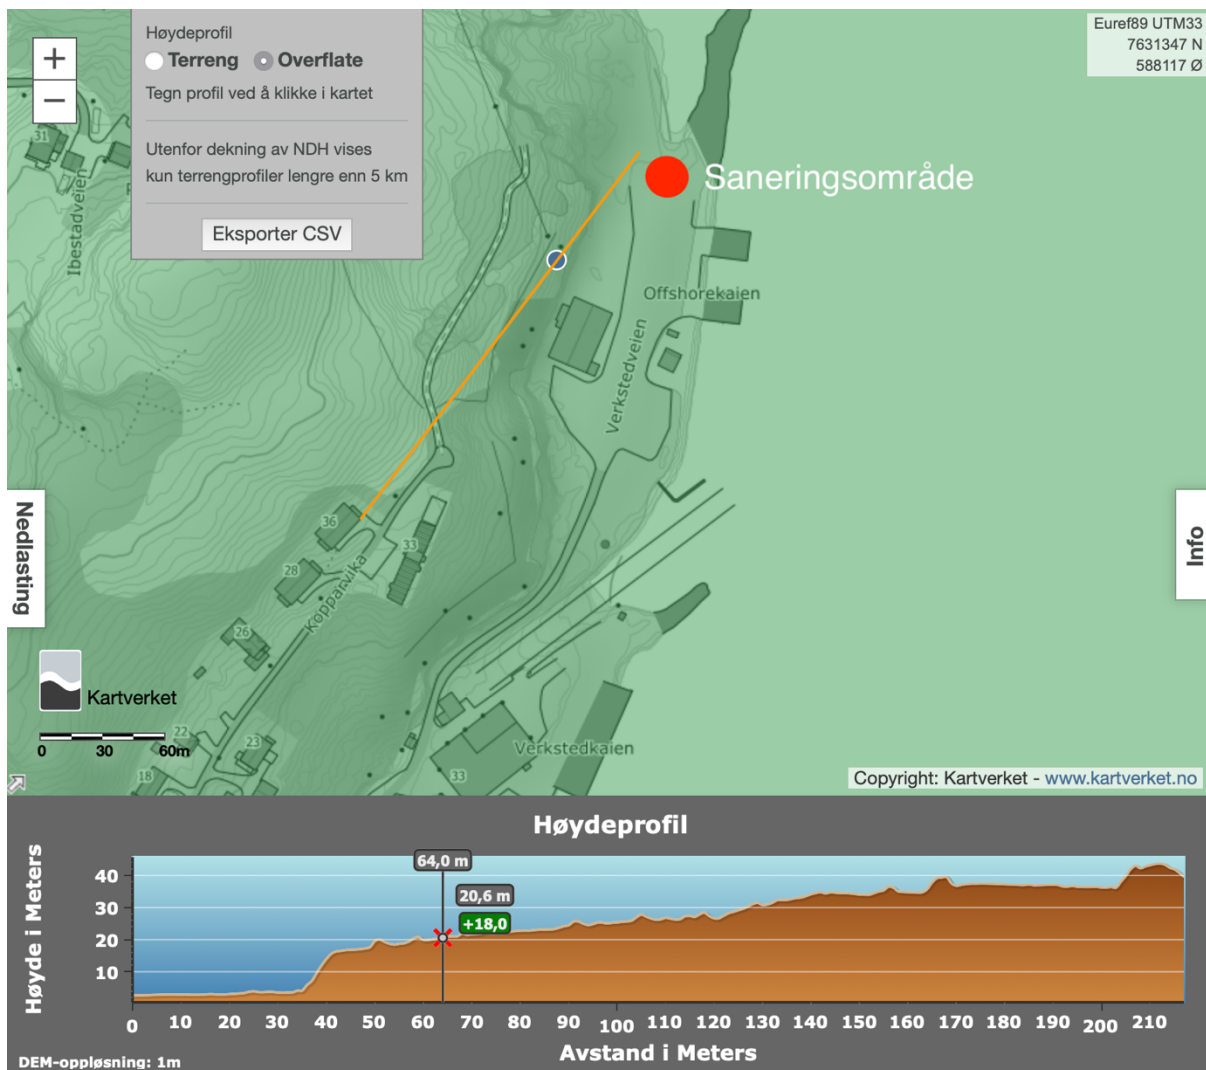 Høydeprofil
Terreng Overflate
Tegn profil ved å klikke i kartet
Utenfor dekning av NDH vises
kun terrengprofiler lengre enn 5 km
Eksporter CSV
+
−
Euref89 UTM33
7631347 N
588117 Ø
31
Ibestadveien
Saneringsområde
Offshorekaien
Verkstedveien
Nedlasting
Info
36
33
28
Kopparvika
26
22
23
18
33
Verkstedkaien
Kartverket
0 30 60m
Copyright: Kartverket - www.kartverket.no
Høydeprofil
Høyde i Meters
64,0 m
20,6 m
+18,0
40
30
20
10
0 10 20 30 40 50 60 70 80 90 100 110 120 130 140 150 160 170 180 190 200 210
Avstand i Meters
DEM-oppløsning: 1m